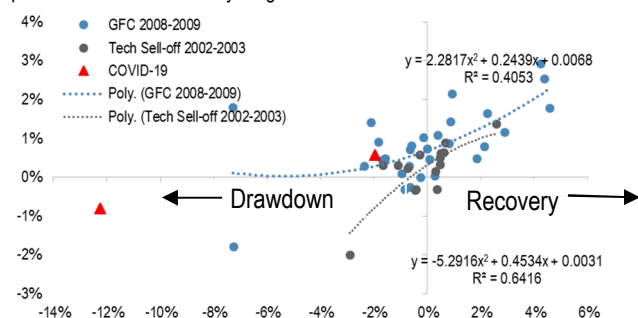 4%
3%
2%
1%
0%
-1%
-2%
-3%
GFC 2008-2009
Tech Sell-off 2002-2003
COVID-19
Poly. (GFC 2008-2009)
Poly. (Tech Sell-off 2002-2003)
y = 2.2817x² + 0.2439x + 0.0068
R² = 0.4053
Drawdown
Recovery
y = -5.2916x² + 0.4534x + 0.0031
R² = 0.6416
-14% -12% -10% -8% -6% -4% -2% 0% 2% 4% 6%